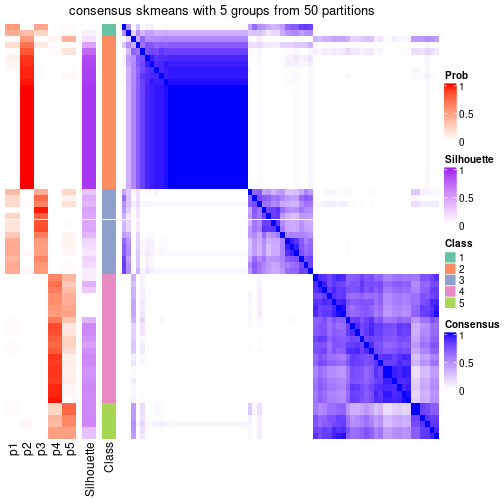 consensus skmeans with 5 groups from 50 partitions
Prob
1
0.5
0
Silhouette
1
0.5
0
Class
1
2
3
4
5
Consensus
1
0.5
0
p1
p2
p3
p4
p5
Silhouette
Class